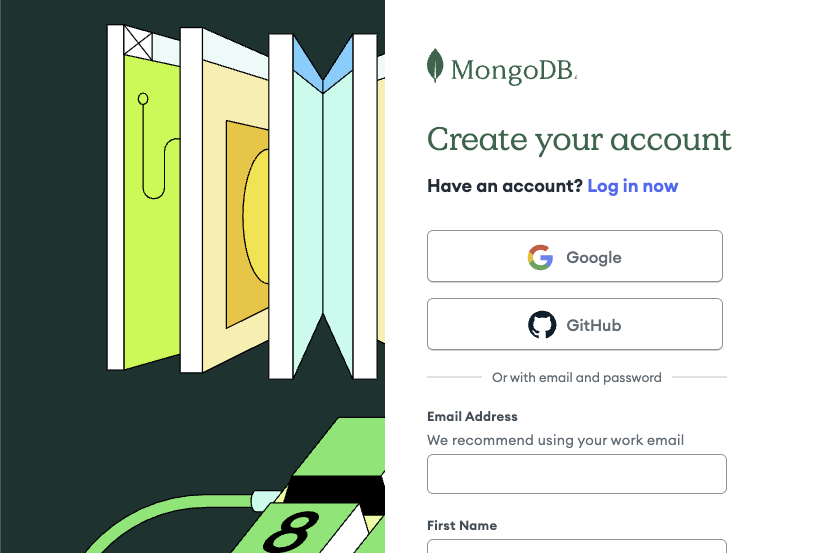 MongoDB.
Create your account
Have an account? Log in now
Google
GitHub
Or with email and password
Email Address
We recommend using your work email
First Name
8